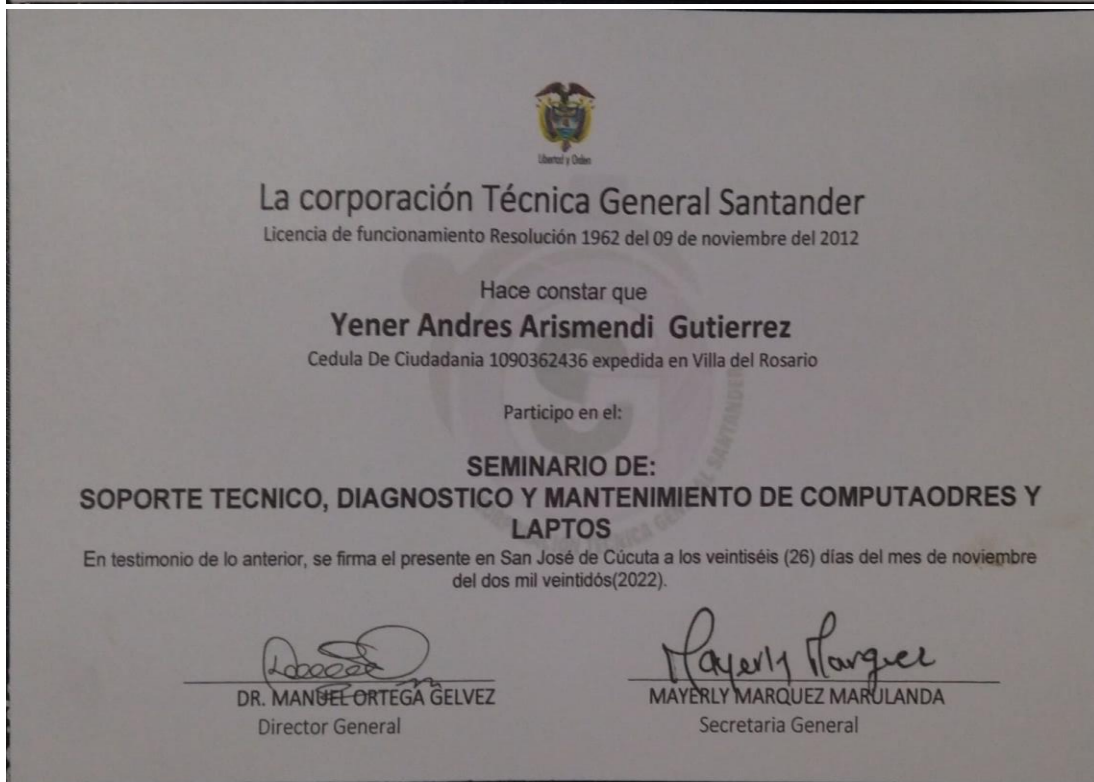 Libertad y Orden
La corporación Técnica General Santander
Licencia de funcionamiento Resolución 1962 del 09 de noviembre del 2012
Hace constar que
Yener Andres Arismendi Gutierrez
Cedula De Ciudadania 1090362436 expedida en Villa del Rosario
Participo en el:
SEMINARIO DE:
SOPORTE TECNICO, DIAGNOSTICO Y MANTENIMIENTO DE COMPUTAODRES Y
LAPTOS
En testimonio de lo anterior, se firma el presente en San José de Cúcuta a los veintiséis (26) días del mes de noviembre
del dos mil veintidós(2022).
Mayerly Marquez
DR. MANUEL ORTEGA GELVEZ
MAYERLY MARQUEZ MARULANDA
Director General
Secretaria General